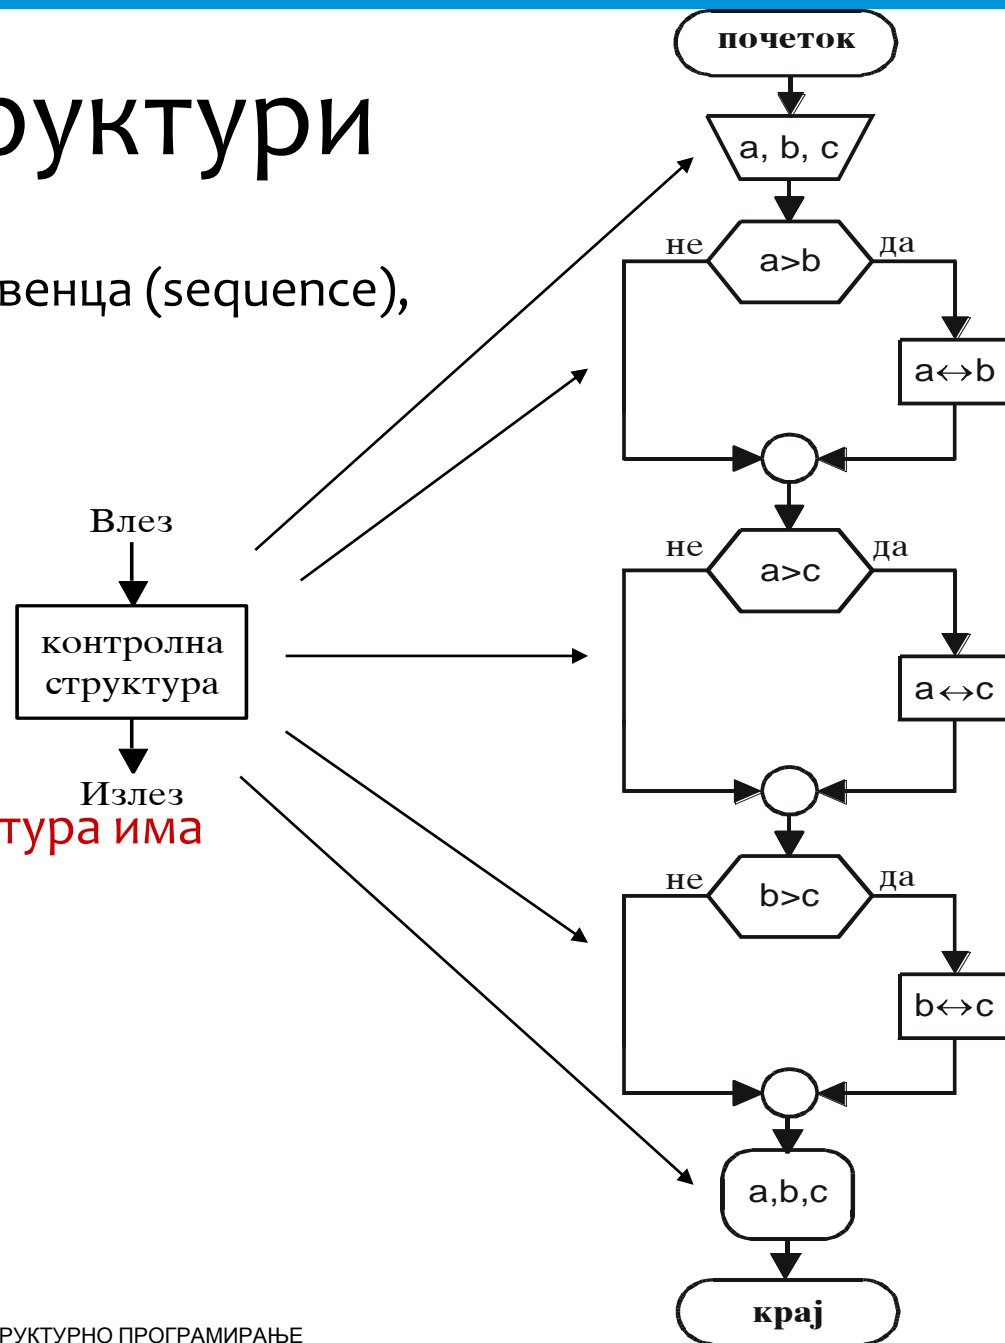 почеток
руктури
a, b, c
не
a>b
да
венца (sequence),
a↔b
Влез
не
a>c
да
контролна
структура
a↔c
Излез
тура има
не
b>c
да
b↔c
a,b,c
крај
РУКТУРНО ПРОГРАМИРАЊЕ